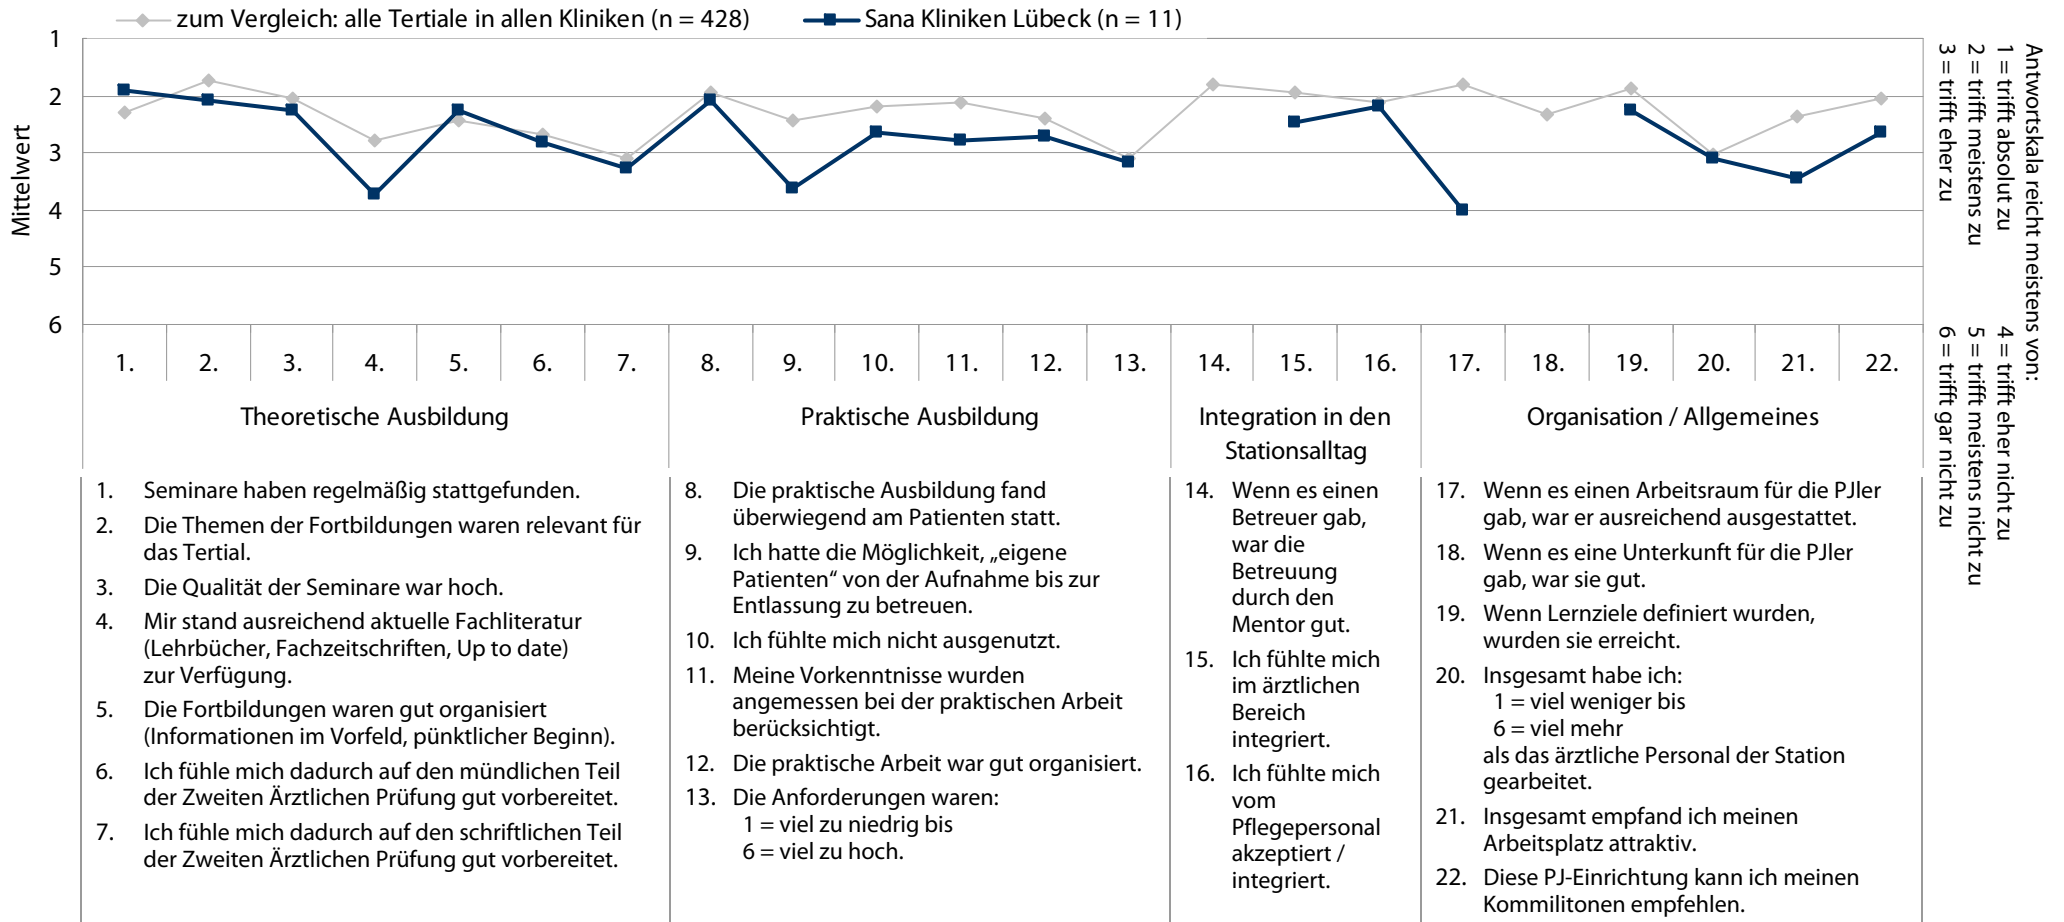 zum Vergleich: alle Tertiale in allen Kliniken (n = 428)
Sana Kliniken Lübeck (n = 11)
Mittelwert
1
2
3
4
5
6
1.
2.
3.
4.
5.
6.
7.
8.
9.
10.
11.
12.
13.
14.
15.
16.
17.
18.
19.
20.
21.
22.
Theoretische Ausbildung
Praktische Ausbildung
Integration in den
Stationsalltag
Organisation / Allgemeines
Antwortskala reicht meistens von:
1 = trifft absolut zu
2 = trifft meistens zu
3 = trifft eher zu
4 = trifft eher nicht zu
5 = trifft meistens nicht zu
6 = trifft gar nicht zu
1. Seminare haben regelmäßig stattgefunden.
2. Die Themen der Fortbildungen waren relevant für
das Tertial.
3. Die Qualität der Seminare war hoch.
4. Mir stand ausreichend aktuelle Fachliteratur
(Lehrbücher, Fachzeitschriften, Up to date)
zur Verfügung.
5. Die Fortbildungen waren gut organisiert
(Informationen im Vorfeld, pünktlicher Beginn).
6. Ich fühle mich dadurch auf den mündlichen Teil
der Zweiten Ärztlichen Prüfung gut vorbereitet.
7. Ich fühle mich dadurch auf den schriftlichen Teil
der Zweiten Ärztlichen Prüfung gut vorbereitet.
8. Die praktische Ausbildung fand
überwiegend am Patienten statt.
9. Ich hatte die Möglichkeit, „eigene
Patienten“ von der Aufnahme bis zur
Entlassung zu betreuen.
10. Ich fühlte mich nicht ausgenutzt.
11. Meine Vorkenntnisse wurden
angemessen bei der praktischen Arbeit
berücksichtigt.
12. Die praktische Arbeit war gut organisiert.
13. Die Anforderungen waren:
1 = viel zu niedrig bis
6 = viel zu hoch.
14. Wenn es einen
Betreuer gab,
war die
Betreuung
durch den
Mentor gut.
15. Ich fühlte mich
im ärztlichen
Bereich
integriert.
16. Ich fühlte mich
vom
Pflegepersonal
akzeptiert /
integriert.
17. Wenn es einen Arbeitsraum für die PJler
gab, war er ausreichend ausgestattet.
18. Wenn es eine Unterkunft für die PJler
gab, war sie gut.
19. Wenn Lernziele definiert wurden,
wurden sie erreicht.
20. Insgesamt habe ich:
1 = viel weniger bis
6 = viel mehr
als das ärztliche Personal der Station
gearbeitet.
21. Insgesamt empfand ich meinen
Arbeitsplatz attraktiv.
22. Diese PJ-Einrichtung kann ich meinen
Kommilitonen empfehlen.